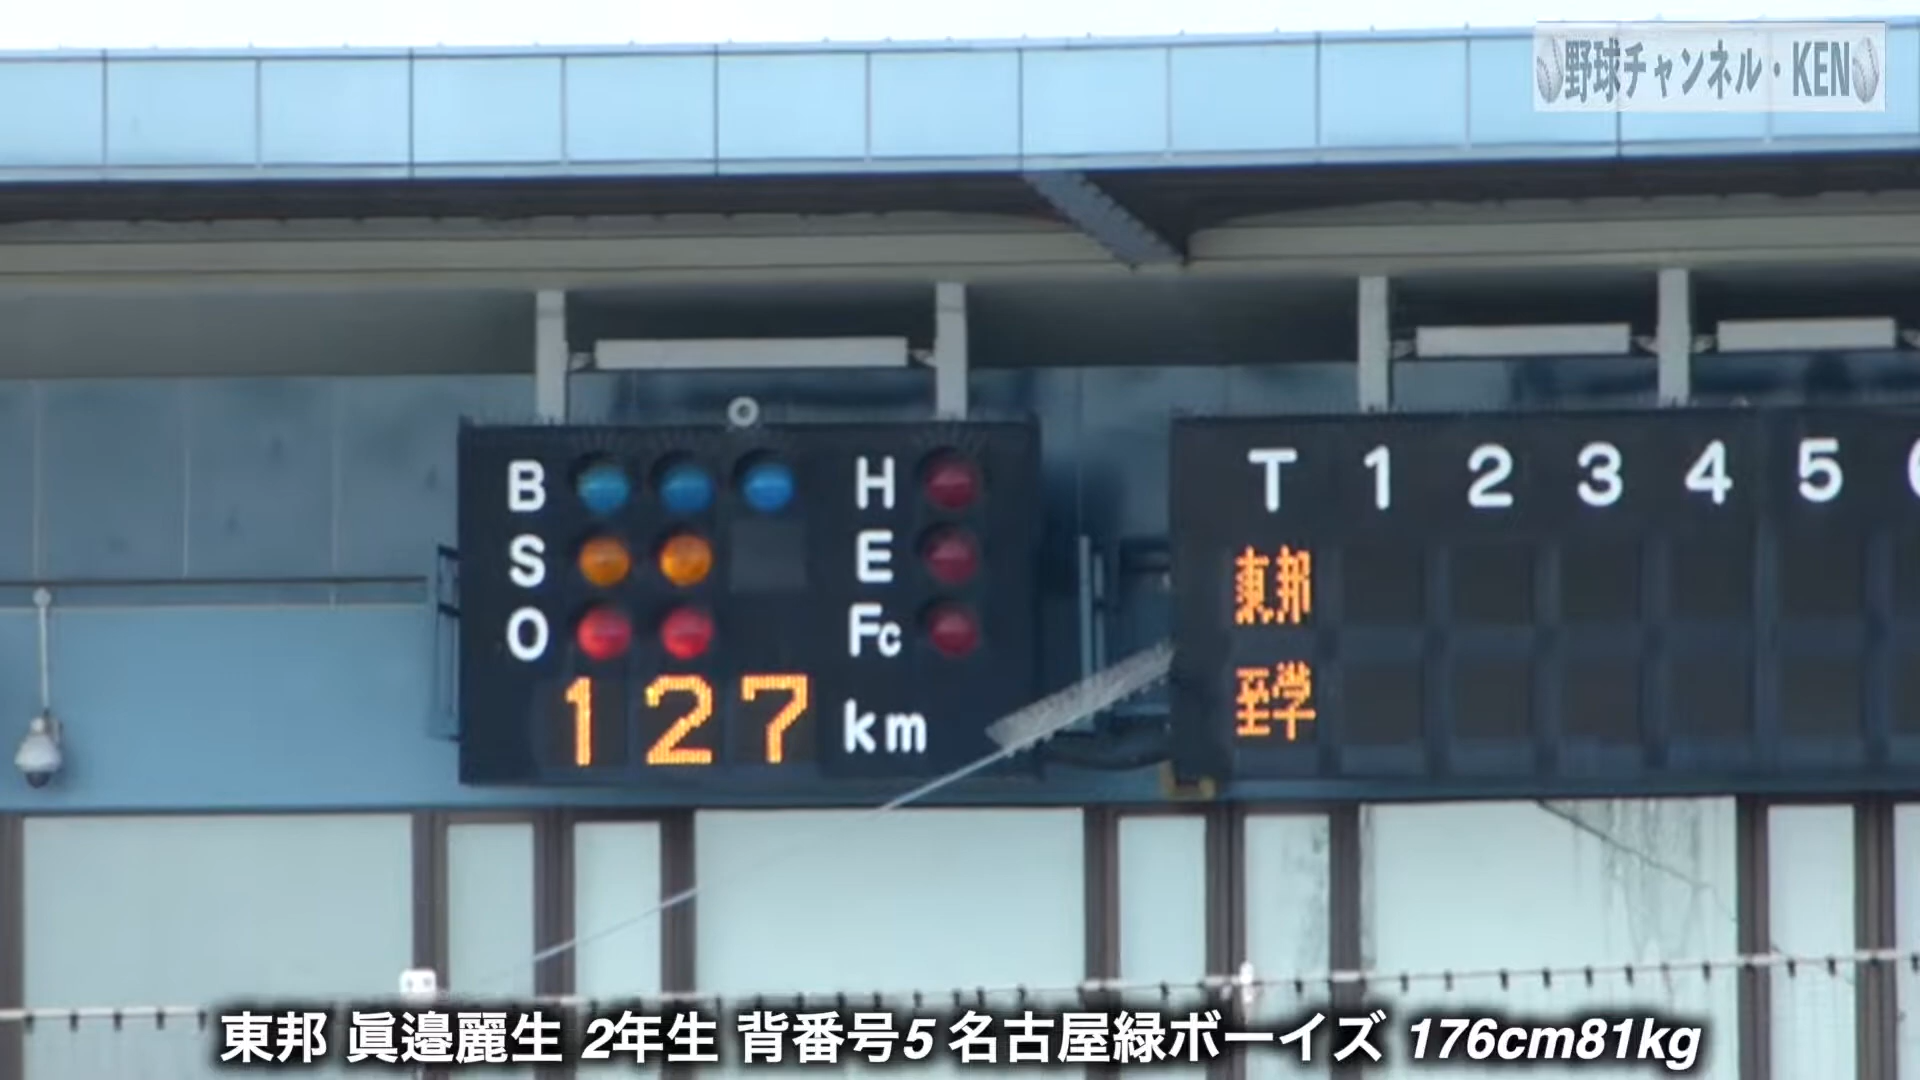 野球チャンネル・KEN
B H
S E
O Fc
127 km
T 1 2 3 4 5
東邦
至学
東邦 眞邉麗生 2年生 背番号5 名古屋緑ボーイズ 176cm81kg